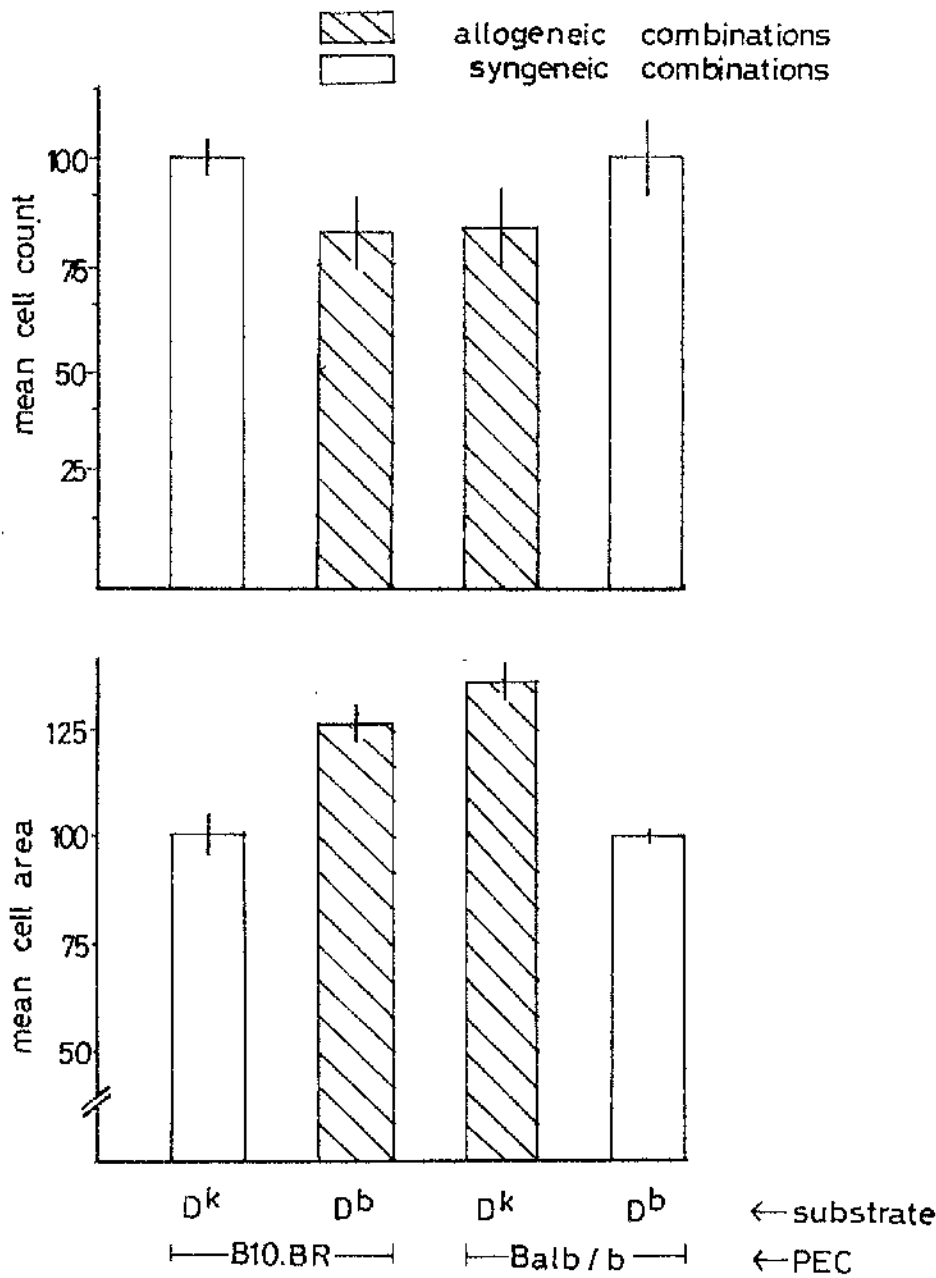 allogeneic combinations
syngeneic combinations
mean cell count
100
75
50
25
mean cell area
125
100
75
50
Dᵏ Dᵇ Dᵏ Dᵇ ←substrate
B10.BR Balb/b ←PEC